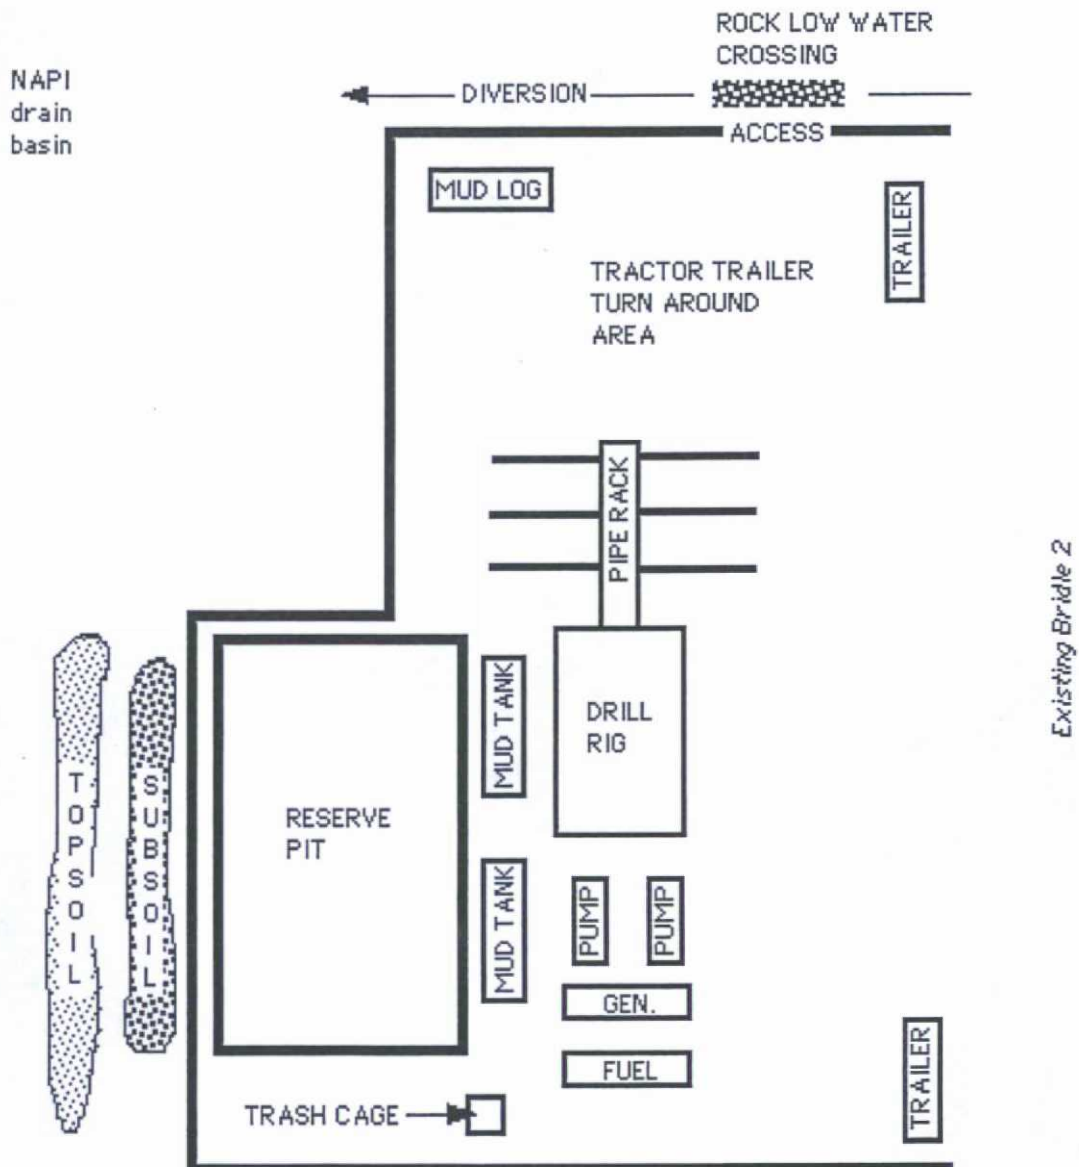 ROCK LOW WATER
CROSSING
NAPI
drain
basin
DIVERSION
ACCESS
MUD LOG
TRAILER
TRACTOR TRAILER
TURN AROUND
AREA
PIPE RACK
Existing Bridle 2
MUD TANK
DRILL
RIG
TOPSOIL
SUBSOIL
RESERVE
PIT
MUD TANK
PUMP
PUMP
GEN.
FUEL
TRAILER
TRASH CAGE